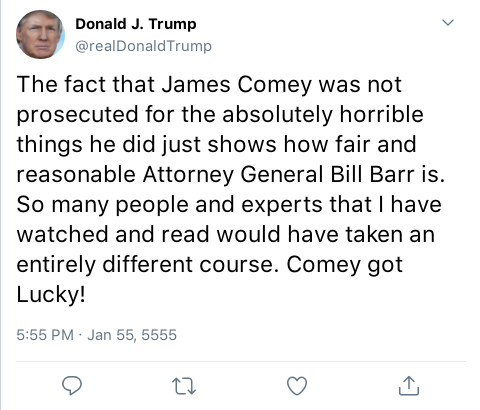 Donald J. Trump
@realDonaldTrump
The fact that James Comey was not
prosecuted for the absolutely horrible
things he did just shows how fair and
reasonable Attorney General Bill Barr is.
So many people and experts that I have
watched and read would have taken an
entirely different course. Comey got
Lucky!
5:55 PM · Jan 55, 5555